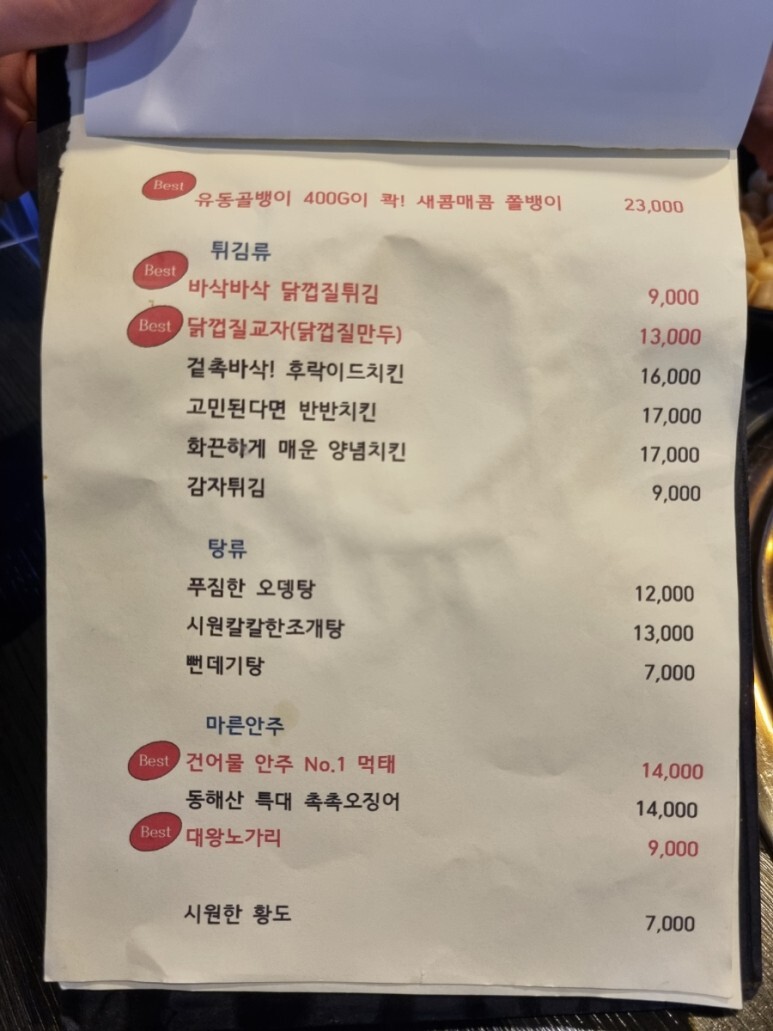 Best 유동골뱅이 400G이 콱! 새콤매콤 쫄뱅이 23,000
튀김류
Best 바삭바삭 닭껍질튀김 9,000
Best 닭껍질교자(닭껍질만두) 13,000
겉촉바삭! 후락이드치킨 16,000
고민된다면 반반치킨 17,000
화끈하게 매운 양념치킨 17,000
감자튀김 9,000
탕류
푸짐한 오뎅탕 12,000
시원칼칼한조개탕 13,000
뻔데기탕 7,000
마른안주
Best 건어물 안주 No.1 먹태 14,000
동해산 특대 촉촉오징어 14,000
Best 대왕노가리 9,000
시원한 황도 7,000